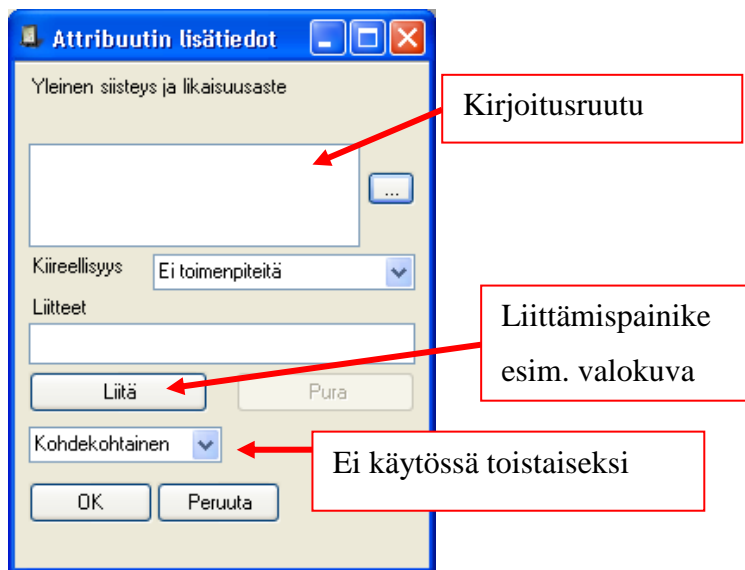 Attribuutin lisätiedot
Yleinen siisteys ja likaisuusaste
Kirjoitusruutu
...
Kiireellisyys Ei toimenpiteitä
Liitteet
Liittämispainike
esim. valokuva
Liitä Pura
Kohdekohtainen
Ei käytössä toistaiseksi
OK Peruuta